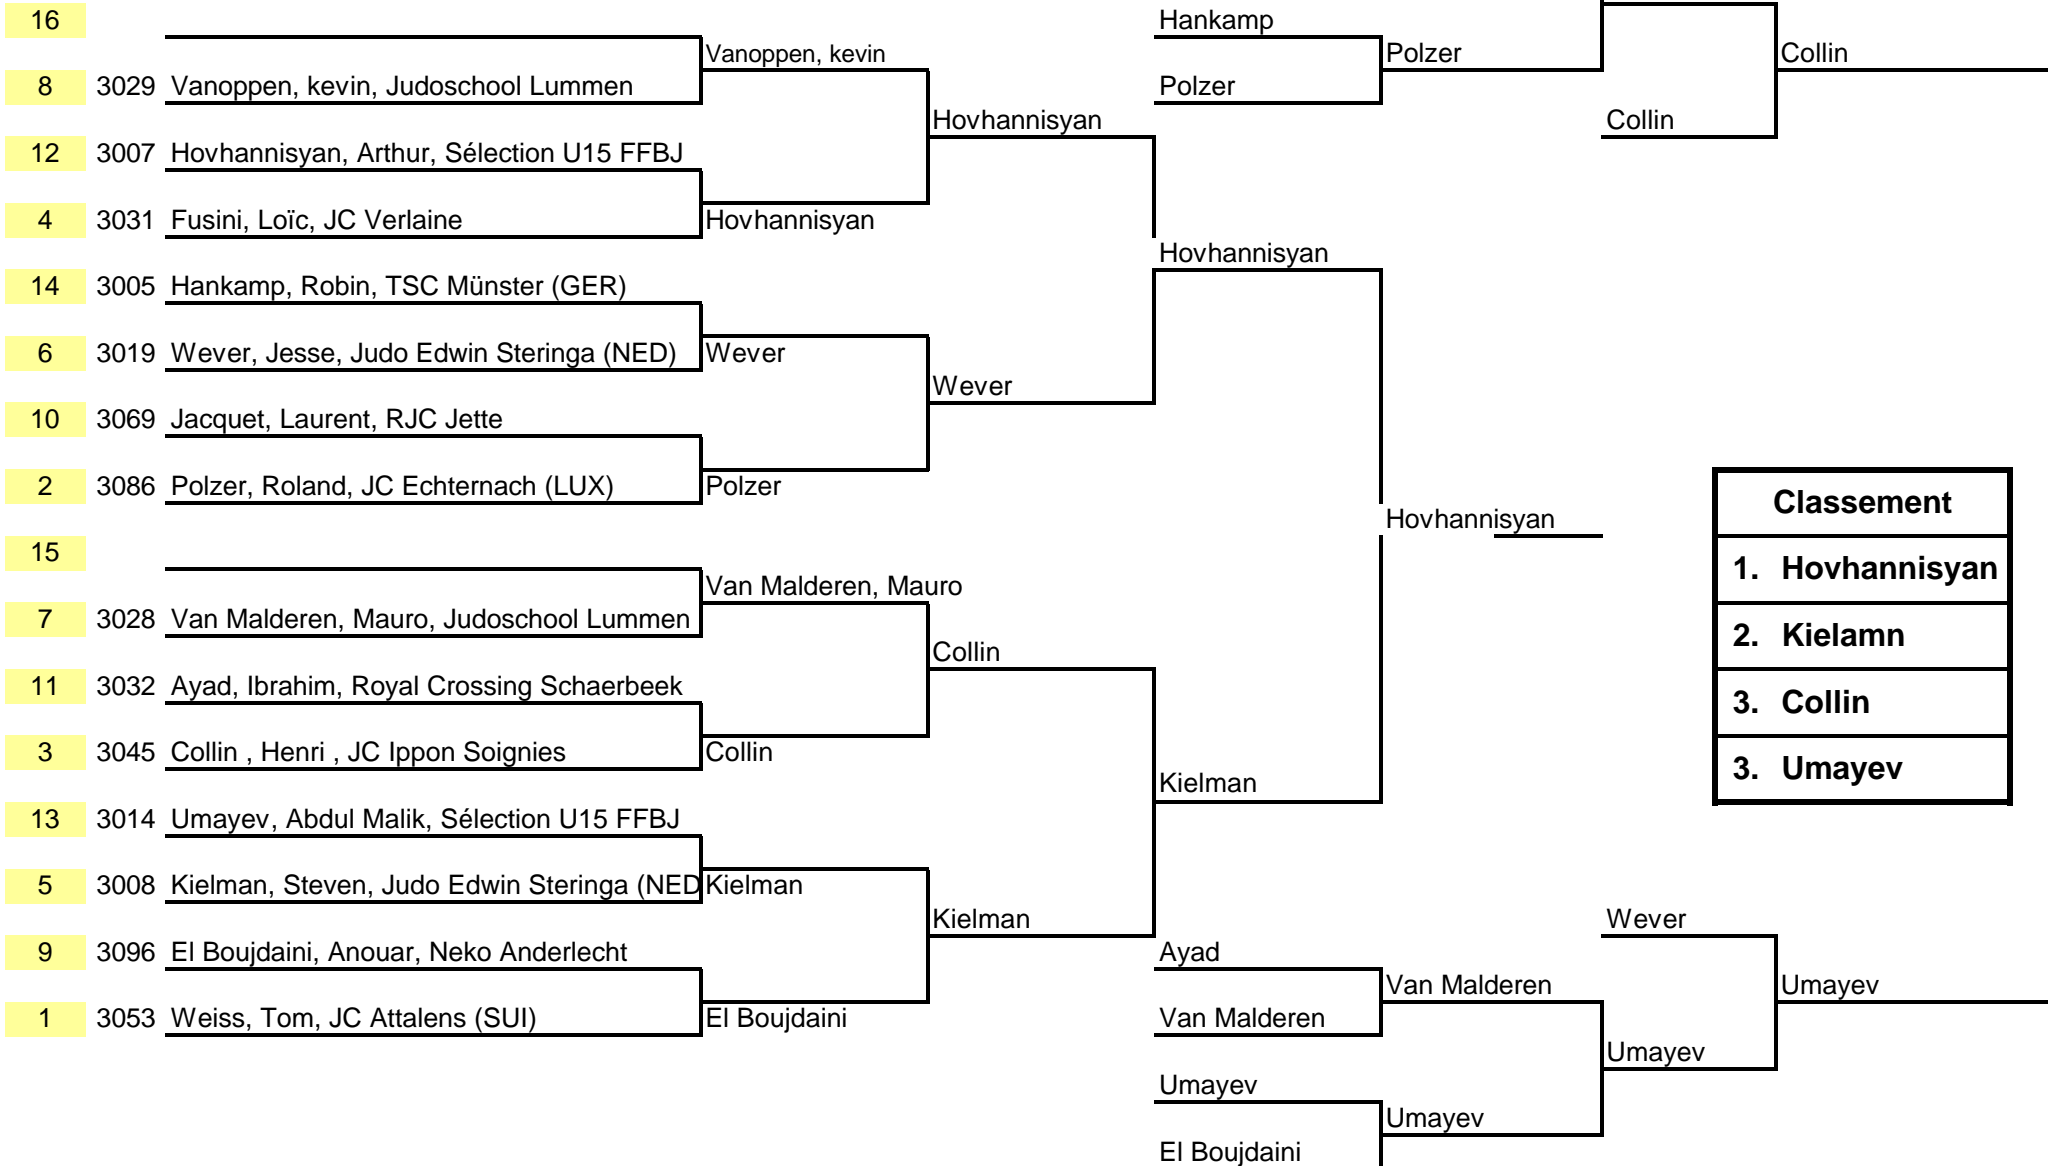 16 Hankamp
Vanoppen, kevin Polzer Collin
8 3029 Vanoppen, kevin, Judoschool Lummen Polzer
Hovhannisyan Collin
12 3007 Hovhannisyan, Arthur, Sélection U15 FFBJ
4 3031 Fusini, Loïc, JC Verlaine Hovhannisyan
Hovhannisyan
14 3005 Hankamp, Robin, TSC Münster (GER)
6 3019 Wever, Jesse, Judo Edwin Steringa (NED) Wever
Wever
10 3069 Jacquet, Laurent, RJC Jette
2 3086 Polzer, Roland, JC Echternach (LUX) Polzer
Classement
Hovhannisyan
15
1. Hovhannisyan
Van Malderen, Mauro
7 3028 Van Malderen, Mauro, Judoschool Lummen
2. Kielamn
Collin
11 3032 Ayad, Ibrahim, Royal Crossing Schaerbeek
3. Collin
3 3045 Collin , Henri , JC Ippon Soignies Collin
3. Umayev
Kielman
13 3014 Umayev, Abdul Malik, Sélection U15 FFBJ
5 3008 Kielman, Steven, Judo Edwin Steringa (NED Kielman
Kielman Wever
9 3096 El Boujdaini, Anouar, Neko Anderlecht Ayad
Van Malderen Umayev
1 3053 Weiss, Tom, JC Attalens (SUI) El Boujdaini Van Malderen
Umayev
Umayev
Umayev
El Boujdaini